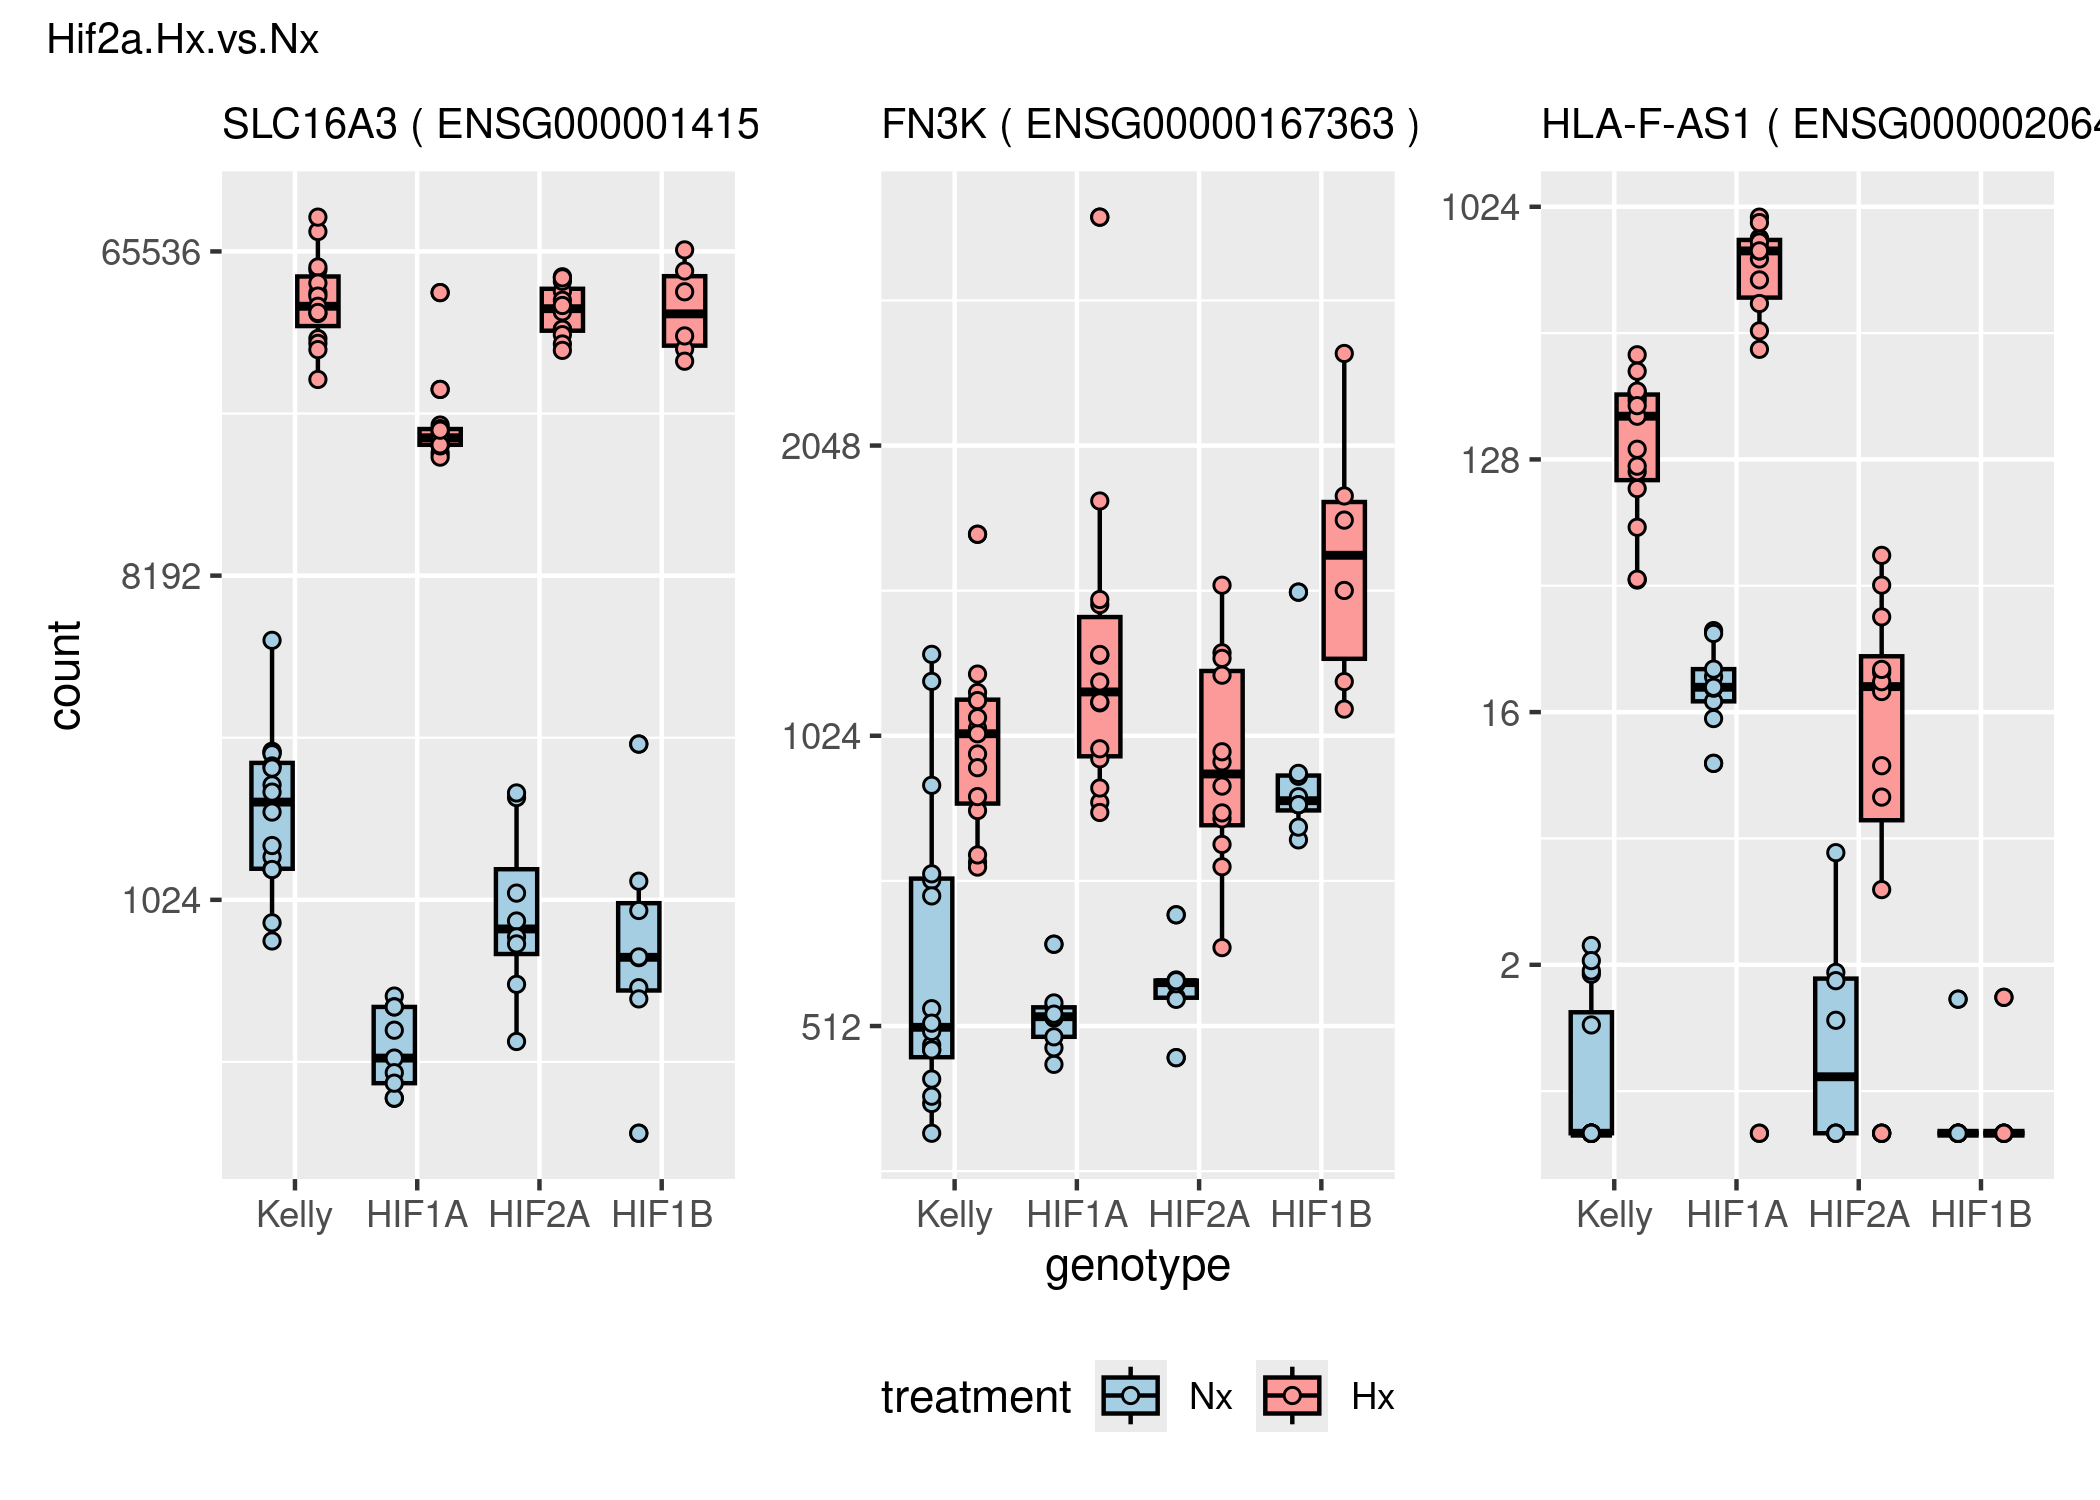 Hif2a.Hx.vs.Nx
SLC16A3 ( ENSG000001415
FN3K ( ENSG00000167363 )
HLA-F-AS1 ( ENSG000002064
count
65536
8192
1024
2048
1024
512
1024
128
16
2
Kelly HIF1A HIF2A HIF1B
Kelly HIF1A HIF2A HIF1B
Kelly HIF1A HIF2A HIF1B
genotype
treatment Nx Hx